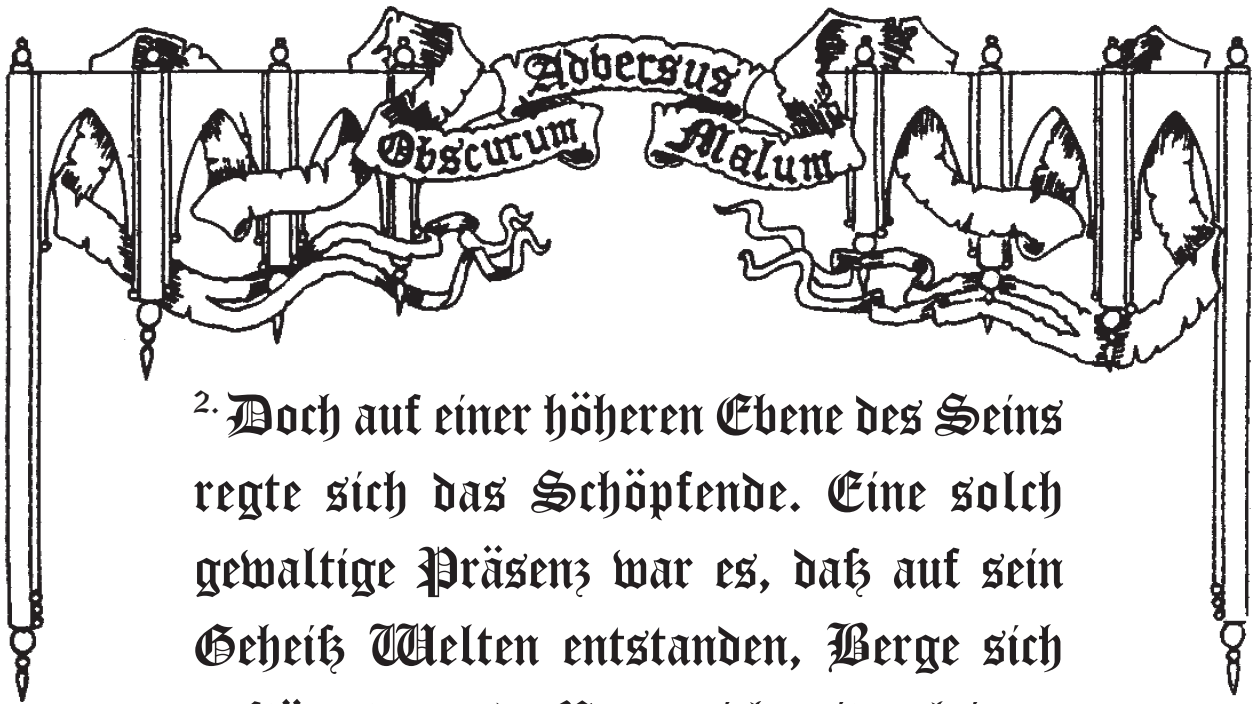 Adversus
Obscurum Malum
2. Doch auf einer höheren Ebene des Seins
regte sich das Schöpfende. Eine solch
gewaltige Präsenz war es, daß auf sein
Geheiß Welten entstanden, Berge sich